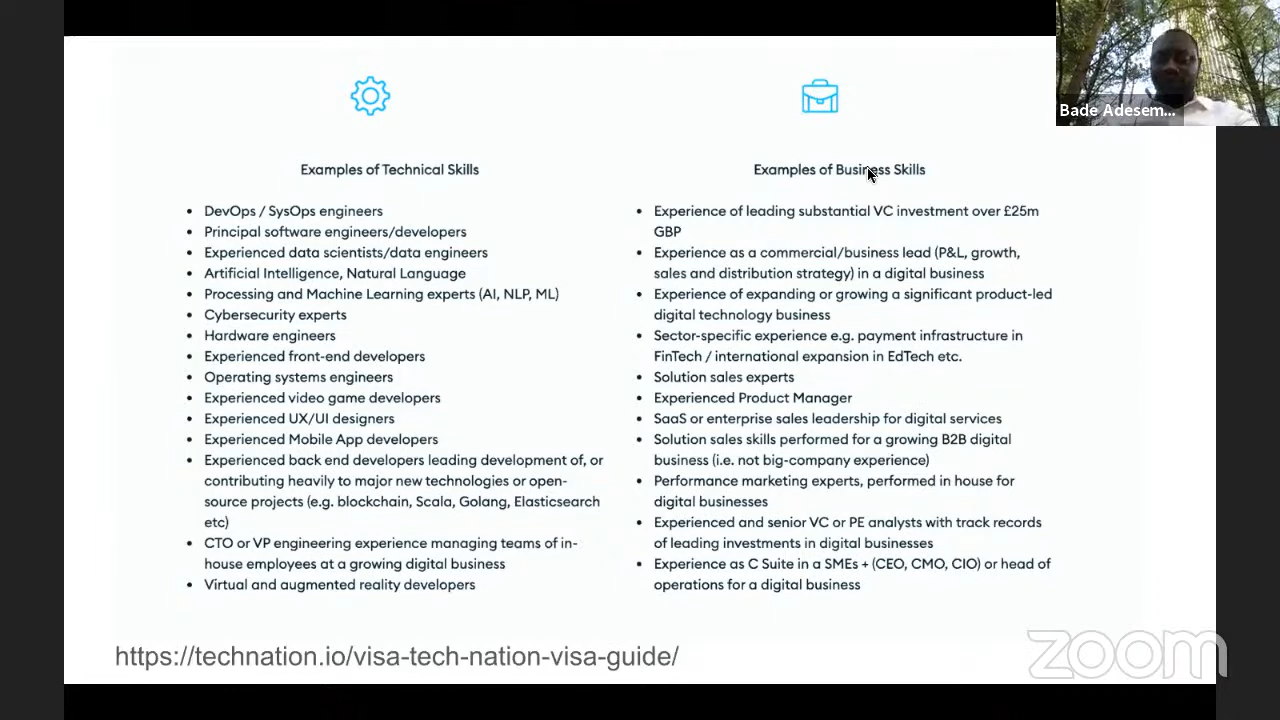 Bade Adesem...
Examples of Technical Skills
DevOps / SysOps engineers
Principal software engineers/developers
Experienced data scientists/data engineers
Artificial Intelligence, Natural Language
Processing and Machine Learning experts (AI, NLP, ML)
Cybersecurity experts
Hardware engineers
Experienced front-end developers
Operating systems engineers
Experienced video game developers
Experienced UX/UI designers
Experienced Mobile App developers
Experienced back end developers leading development of, or
contributing heavily to major new technologies or open-
source projects (e.g. blockchain, Scala, Golang, Elasticsearch
etc)
CTO or VP engineering experience managing teams of in-
house employees at a growing digital business
Virtual and augmented reality developers
Examples of Business Skills
Experience of leading substantial VC investment over £25m
GBP
Experience as a commercial/business lead (P&L, growth,
sales and distribution strategy) in a digital business
Experience of expanding or growing a significant product-led
digital technology business
Sector-specific experience e.g. payment infrastructure in
FinTech / international expansion in EdTech etc.
Solution sales experts
Experienced Product Manager
SaaS or enterprise sales leadership for digital services
Solution sales skills performed for a growing B2B digital
business (i.e. not big-company experience)
Performance marketing experts, performed in house for
digital businesses
Experienced and senior VC or PE analysts with track records
of leading investments in digital businesses
Experience as C Suite in a SMEs + (CEO, CMO, CIO) or head of
operations for a digital business
https://technation.io/visa-tech-nation-visa-guide/
zoom